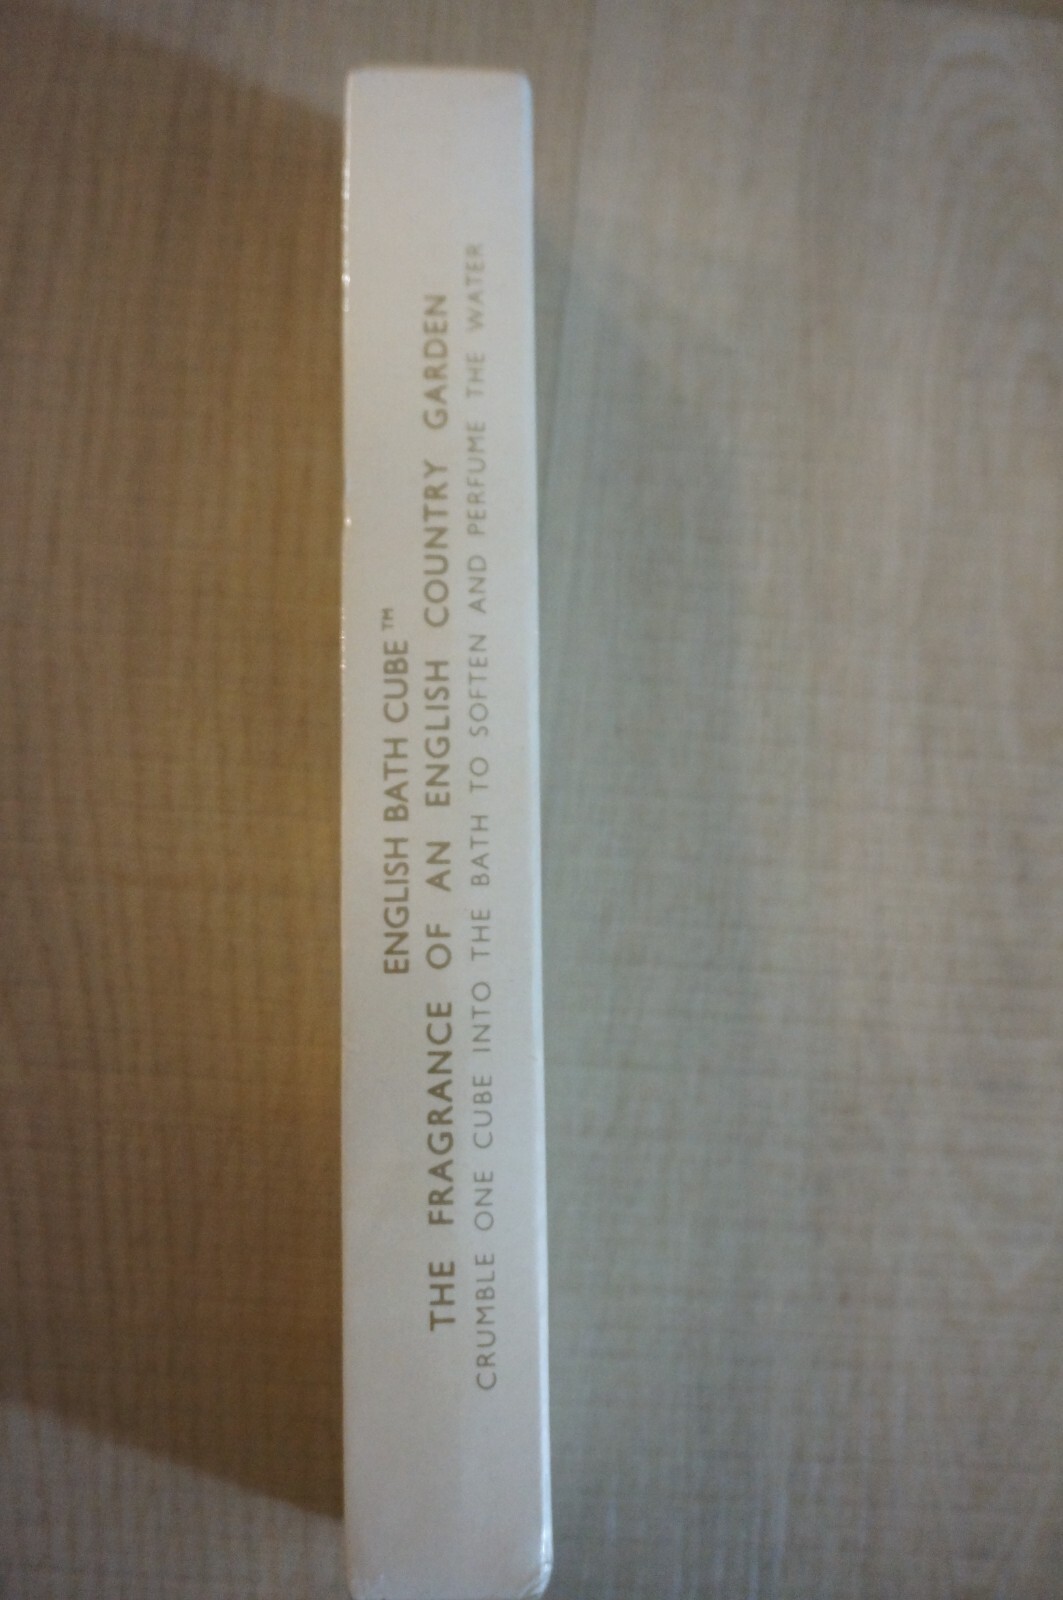 ENGLISH BATH CUBE™
THE FRAGRANCE OF AN ENGLISH COUNTRY GARDEN
CRUMBLE ONE CUBE INTO THE BATH TO SOFTEN AND PERFUME THE WATER